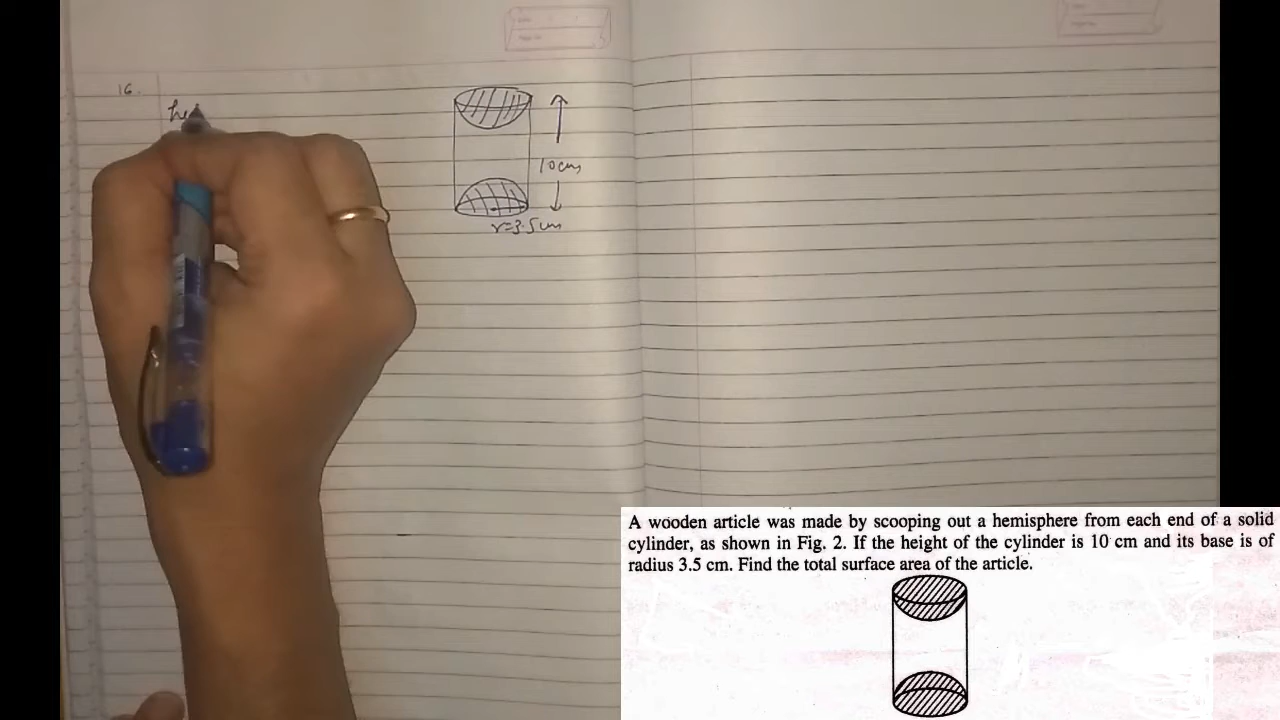 16.
he
10cm
r=3.5cm
A wooden article was made by scooping out a hemisphere from each end of a solid
cylinder, as shown in Fig. 2. If the height of the cylinder is 10 cm and its base is of
radius 3.5 cm. Find the total surface area of the article.